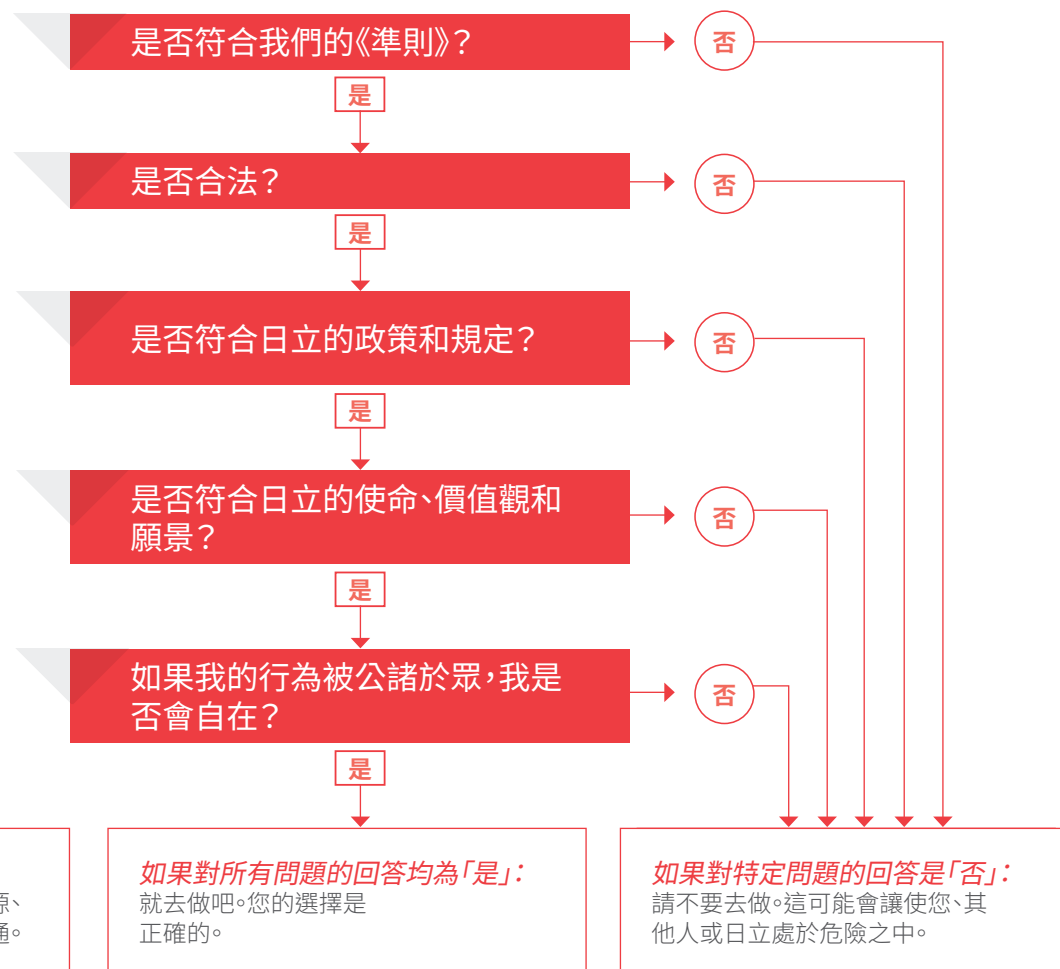 是否符合我們的《準則》?
否
是
是否合法?
否
是
是否符合日立的政策和規定?
否
是
是否符合日立的使命、價值觀和
願景?
否
是
如果我的行為被公諸於眾,我是
否會自在?
否
是
、
通。
如果對所有問題的回答均為「是」:
就去做吧。您的選擇是
正確的。
如果對特定問題的回答是「否」:
請不要去做。這可能會讓使您、其
他人或日立處於危險之中。